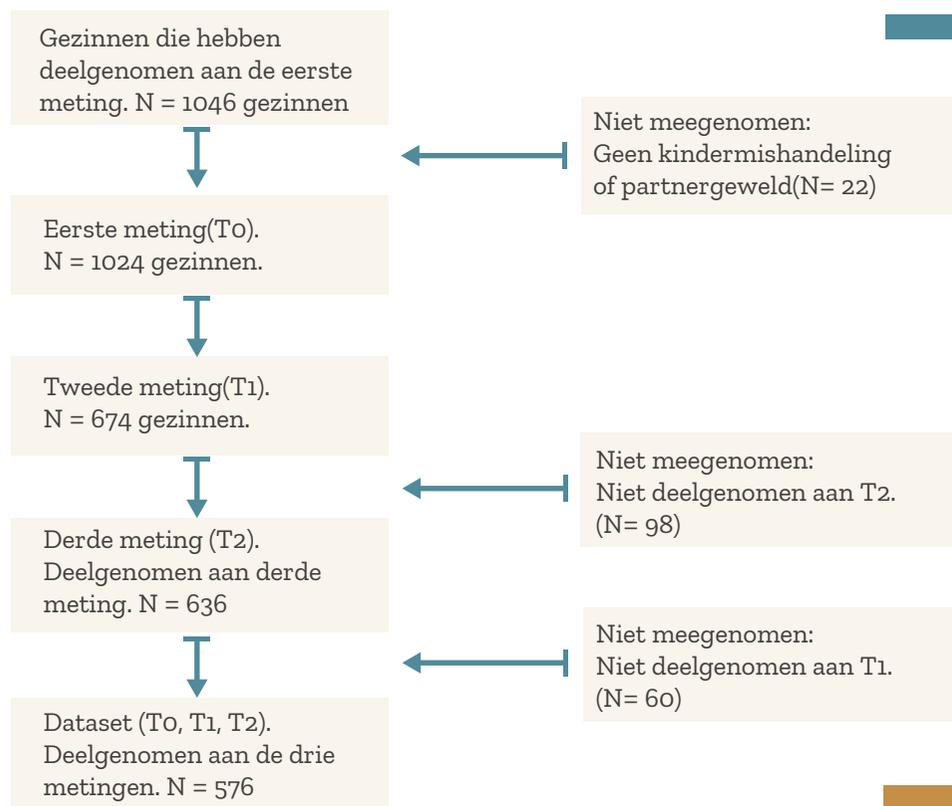 Gezinnen die hebben
deelgenomen aan de eerste
meting. N = 1046 gezinnen
Niet meegenomen:
Geen kindermishandeling
of partnergeweld(N= 22)
Eerste meting(T0).
N = 1024 gezinnen.
Tweede meting(T1).
N = 674 gezinnen.
Niet meegenomen:
Niet deelgenomen aan T2.
(N= 98)
Derde meting (T2).
Deelgenomen aan derde
meting. N = 636
Niet meegenomen:
Niet deelgenomen aan T1.
(N= 60)
Dataset (T0, T1, T2).
Deelgenomen aan de drie
metingen. N = 576